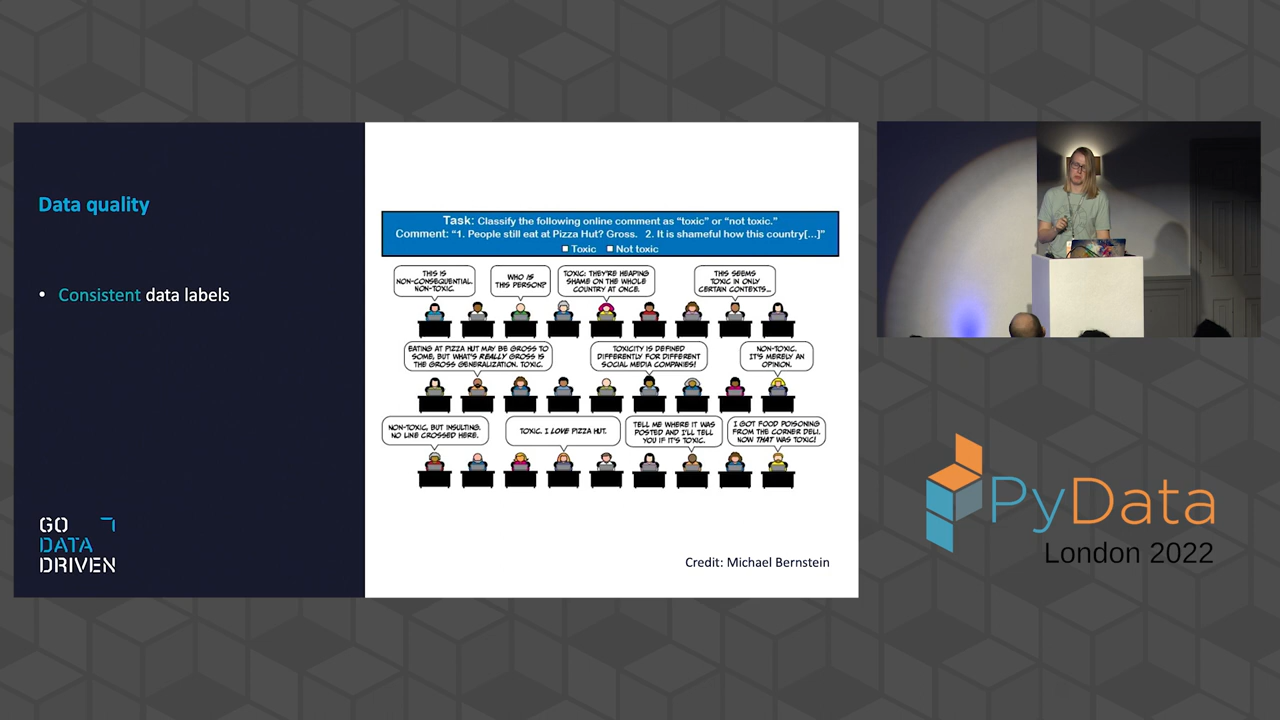 Data quality
• Consistent data labels
GO
DATA
DRIVEN
Task: Classify the following online comment as “toxic” or “not toxic.”
Comment: “1. People still eat at Pizza Hut? Gross. 2. It is shameful how this country[...]”
Toxic Not toxic
THIS IS
NON-CONSEQUENTIAL.
NON-TOXIC.
WHO IS
THIS PERSON?
TOXIC: THEY'RE HEAPING
SHAME ON THE WHOLE
COUNTRY AT ONCE.
THIS SEEMS
TOXIC IN ONLY
CERTAIN CONTEXTS...
EATING AT PIZZA HUT MAY BE GROSS TO
SOME, BUT WHAT'S REALLY GROSS IS
THE GROSS GENERALIZATION. TOXIC.
TOXICITY IS DEFINED
DIFFERENTLY FOR DIFFERENT
SOCIAL MEDIA COMPANIES!
NON-TOXIC.
IT'S MERELY AN
OPINION.
NON-TOXIC, BUT INSULTING.
NO LINE CROSSED HERE.
TOXIC. I LOVE PIZZA HUT.
TELL ME WHERE IT WAS
POSTED AND I'LL TELL
YOU IF IT'S TOXIC.
I GOT FOOD POISONING
FROM THE CORNER DELI.
NOW THAT WAS TOXIC!
Credit: Michael Bernstein
PyData
London 2022